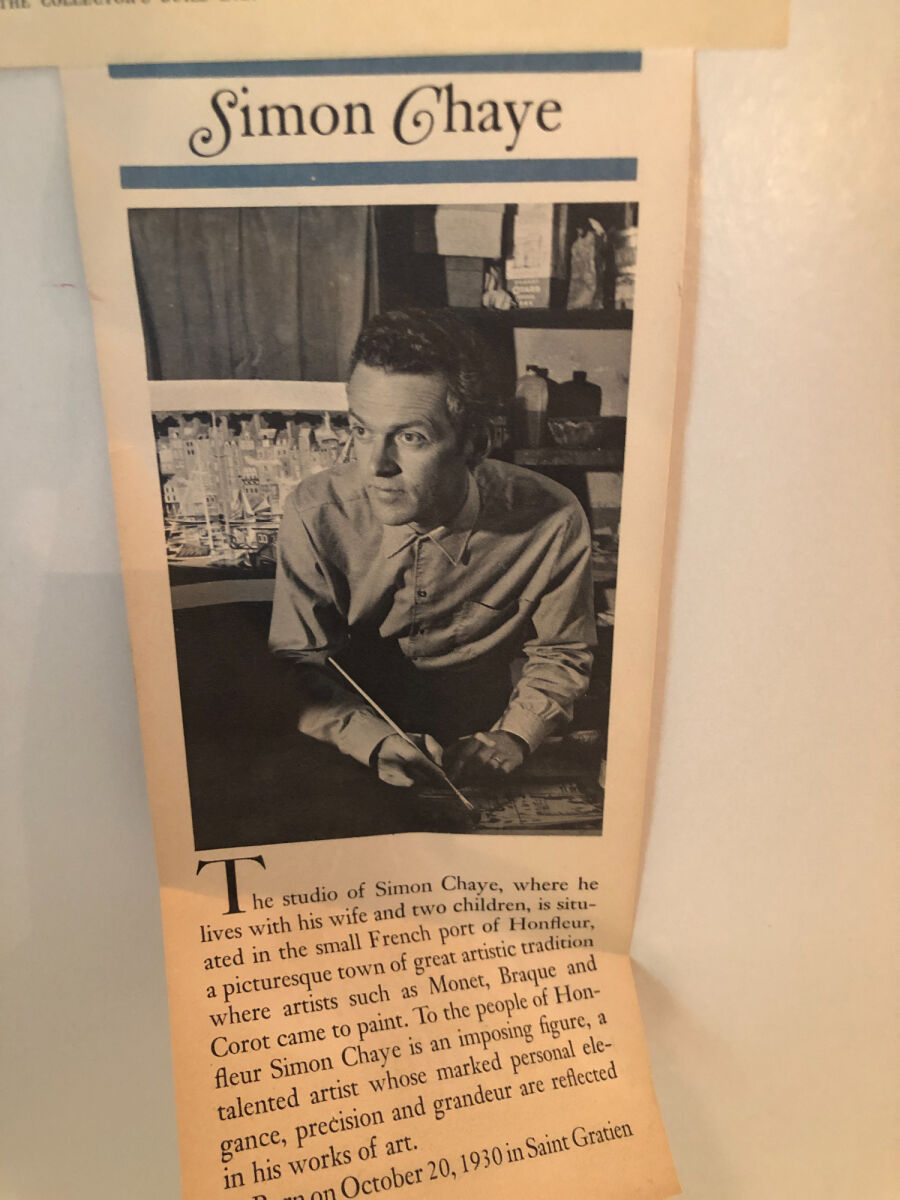 THE COLLECTOR'S GUILD
Simon Chaye
The studio of Simon Chaye, where he
lives with his wife and two children, is situ-
ated in the small French port of Honfleur,
a picturesque town of great artistic tradition
where artists such as Monet, Braque and
Corot came to paint. To the people of Hon-
fleur Simon Chaye is an imposing figure, a
talented artist whose marked personal ele-
gance, precision and grandeur are reflected
in his works of art.
Born on October 20, 1930 in Saint Gratien